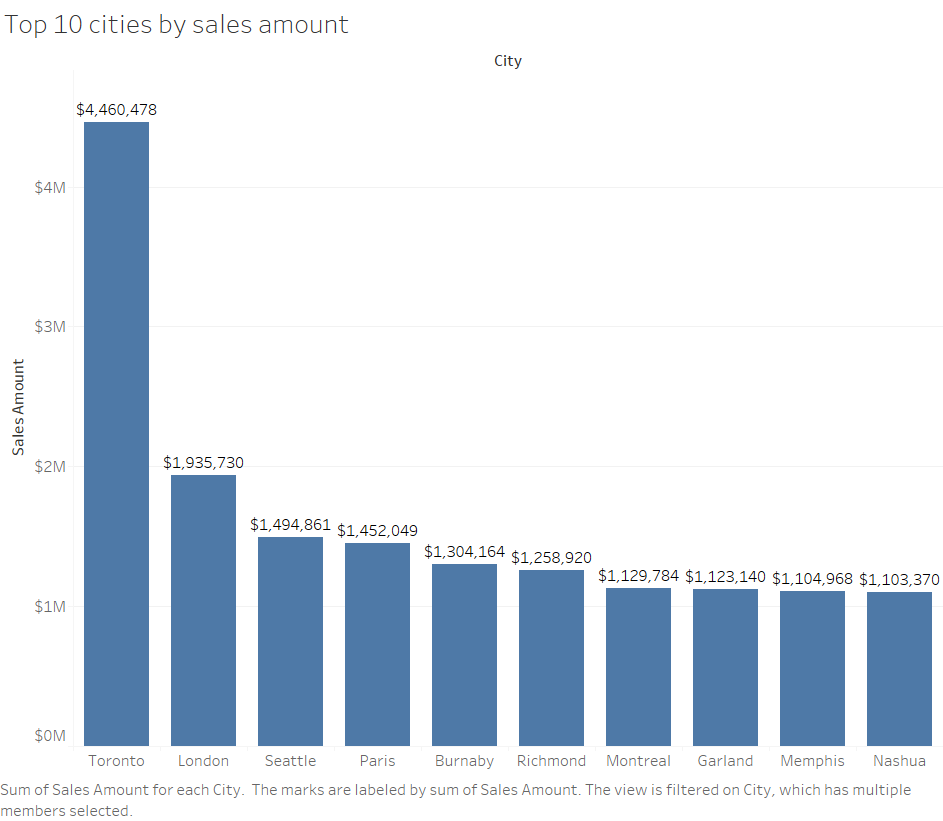 Top 10 cities by sales amount
City
$4,460,478
$4M
$3M
Sales Amount
$2M
$1,935,730
$1,494,861
$1,452,049
$1,304,164
$1,258,920
$1,129,784
$1,123,140
$1,104,968
$1,103,370
$1M
$0M
Toronto
London
Seattle
Paris
Burnaby
Richmond
Montreal
Garland
Memphis
Nashua
Sum of Sales Amount for each City.  The marks are labeled by sum of Sales Amount. The view is filtered on City, which has multiple
members selected.